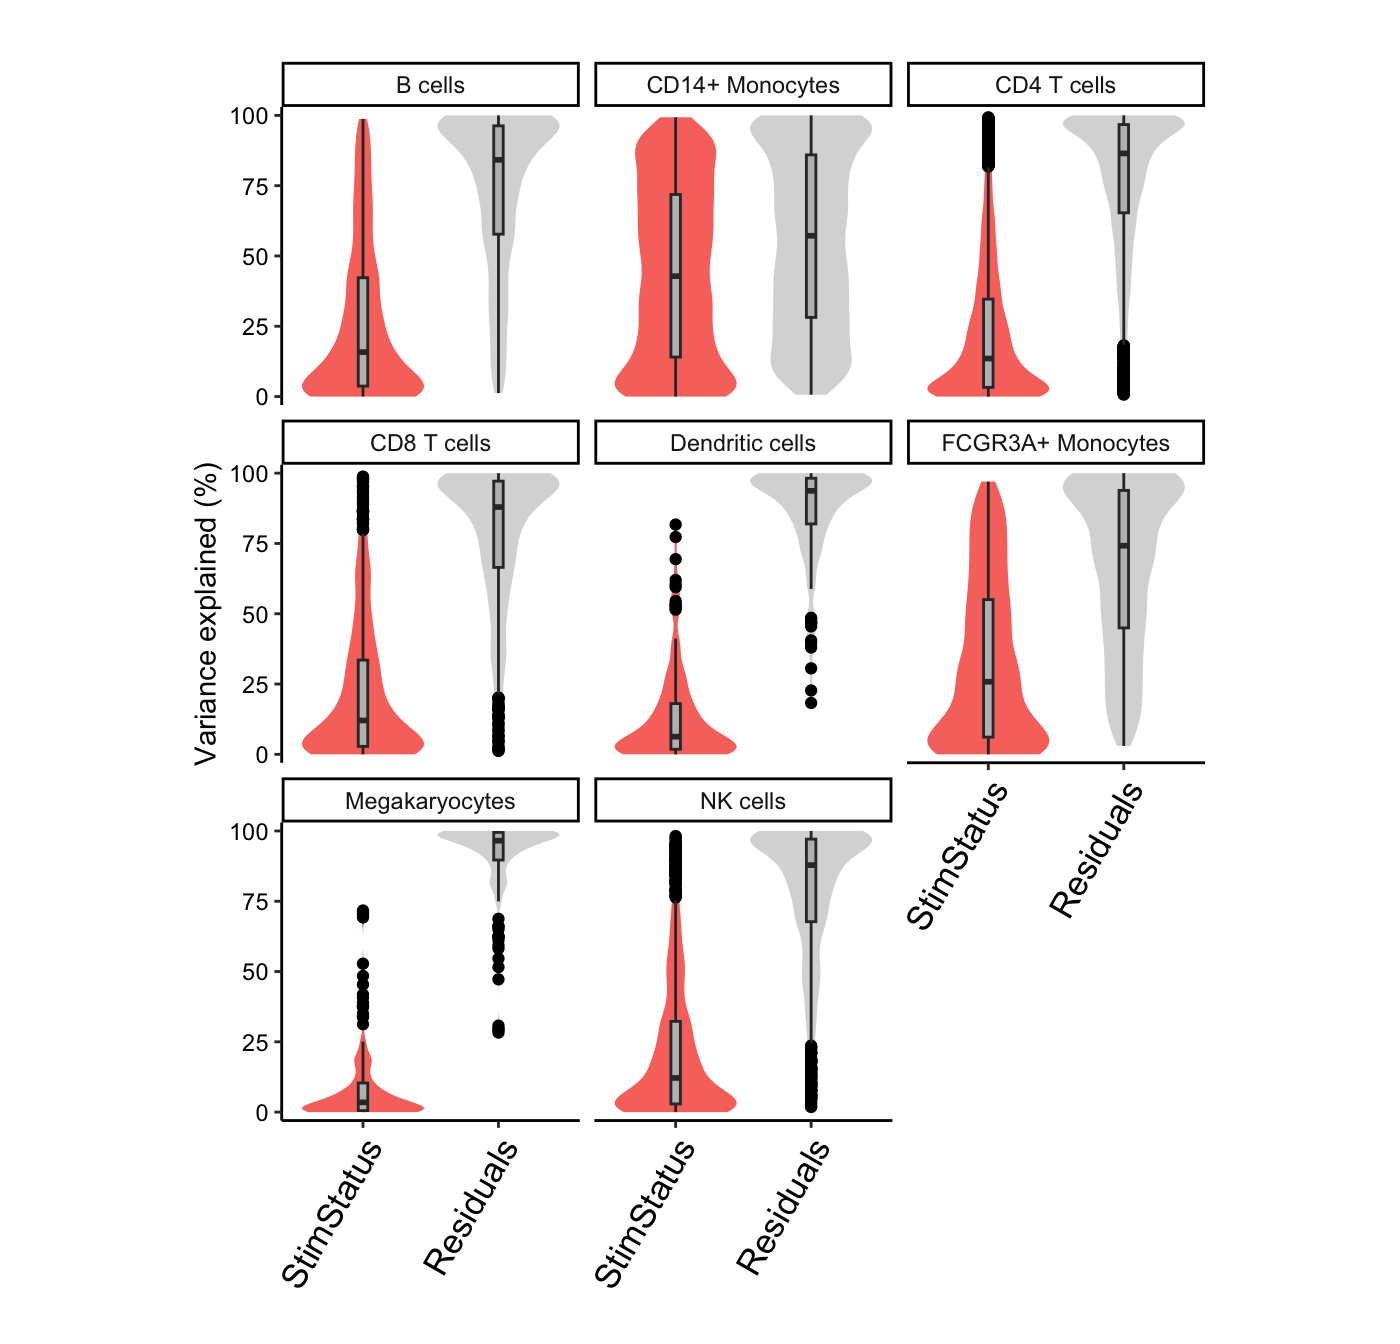 B cells
CD14+ Monocytes
CD4 T cells
100
75
50
25
0
CD8 T cells
Dendritic cells
FCGR3A+ Monocytes
Variance explained (%)
100
75
50
25
0
StimStatus
Residuals
Megakaryocytes
NK cells
100
75
50
25
0
StimStatus
Residuals
StimStatus
Residuals